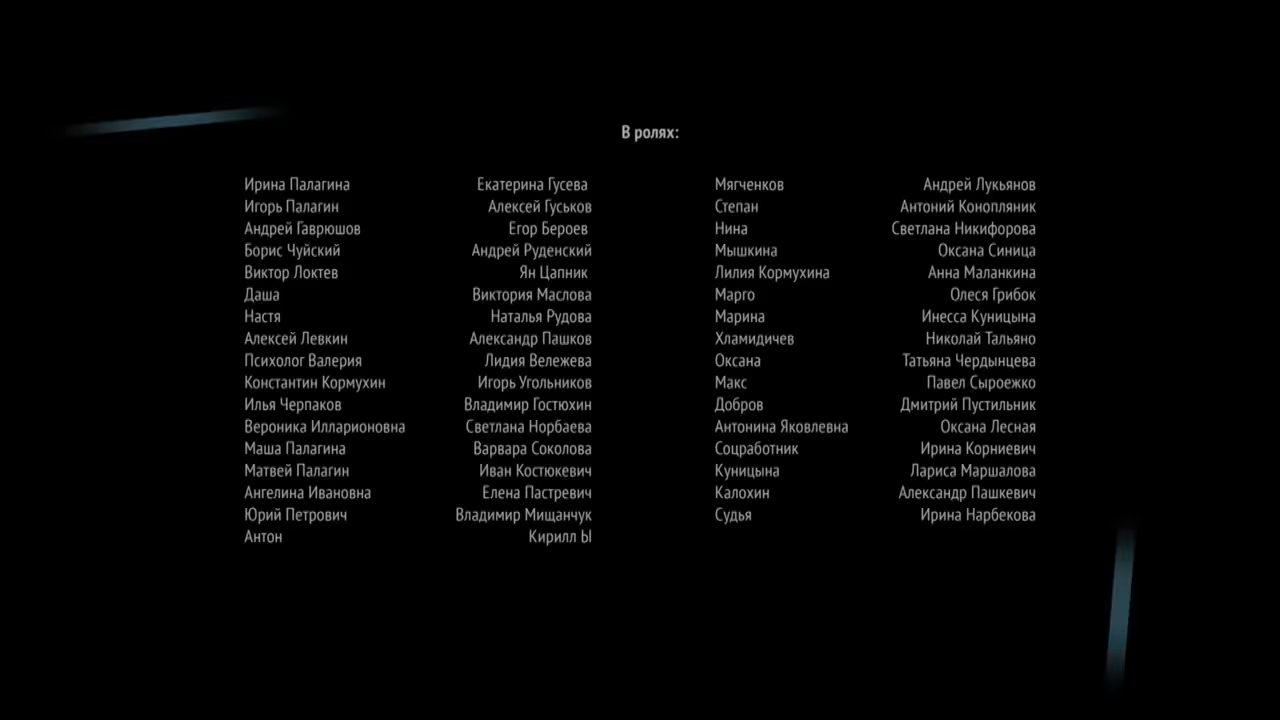 В ролях:
Ирина Палагина Екатерина Гусева
Игорь Палагин Алексей Гуськов
Андрей Гаврюшов Егор Бероев
Борис Чуйский Андрей Руденский
Виктор Локтев Ян Цапник
Даша Виктория Маслова
Настя Наталья Рудова
Алексей Левкин Александр Пашков
Психолог Валерия Лидия Вележева
Константин Кормухин Игорь Угольников
Илья Черпаков Владимир Гостюхин
Вероника Илларионовна Светлана Норбаева
Маша Палагина Варвара Соколова
Матвей Палагин Иван Костюкевич
Ангелина Ивановна Елена Пастревич
Юрий Петрович Владимир Мищанчук
Антон Кирилл Ы
Мягченков Андрей Лукьянов
Степан Антоний Конопляник
Нина Светлана Никифорова
Мышкина Оксана Синица
Лилия Кормухина Анна Маланкина
Марго Олеся Грибок
Марина Инесса Куницына
Хламидичев Николай Тальяно
Оксана Татьяна Чердынцева
Макс Павел Сыроежко
Добров Дмитрий Пустильник
Антонина Яковлевна Оксана Лесная
Соцработник Ирина Корниевич
Куницына Лариса Маршалова
Калохин Александр Пашкевич
Судья Ирина Нарбекова